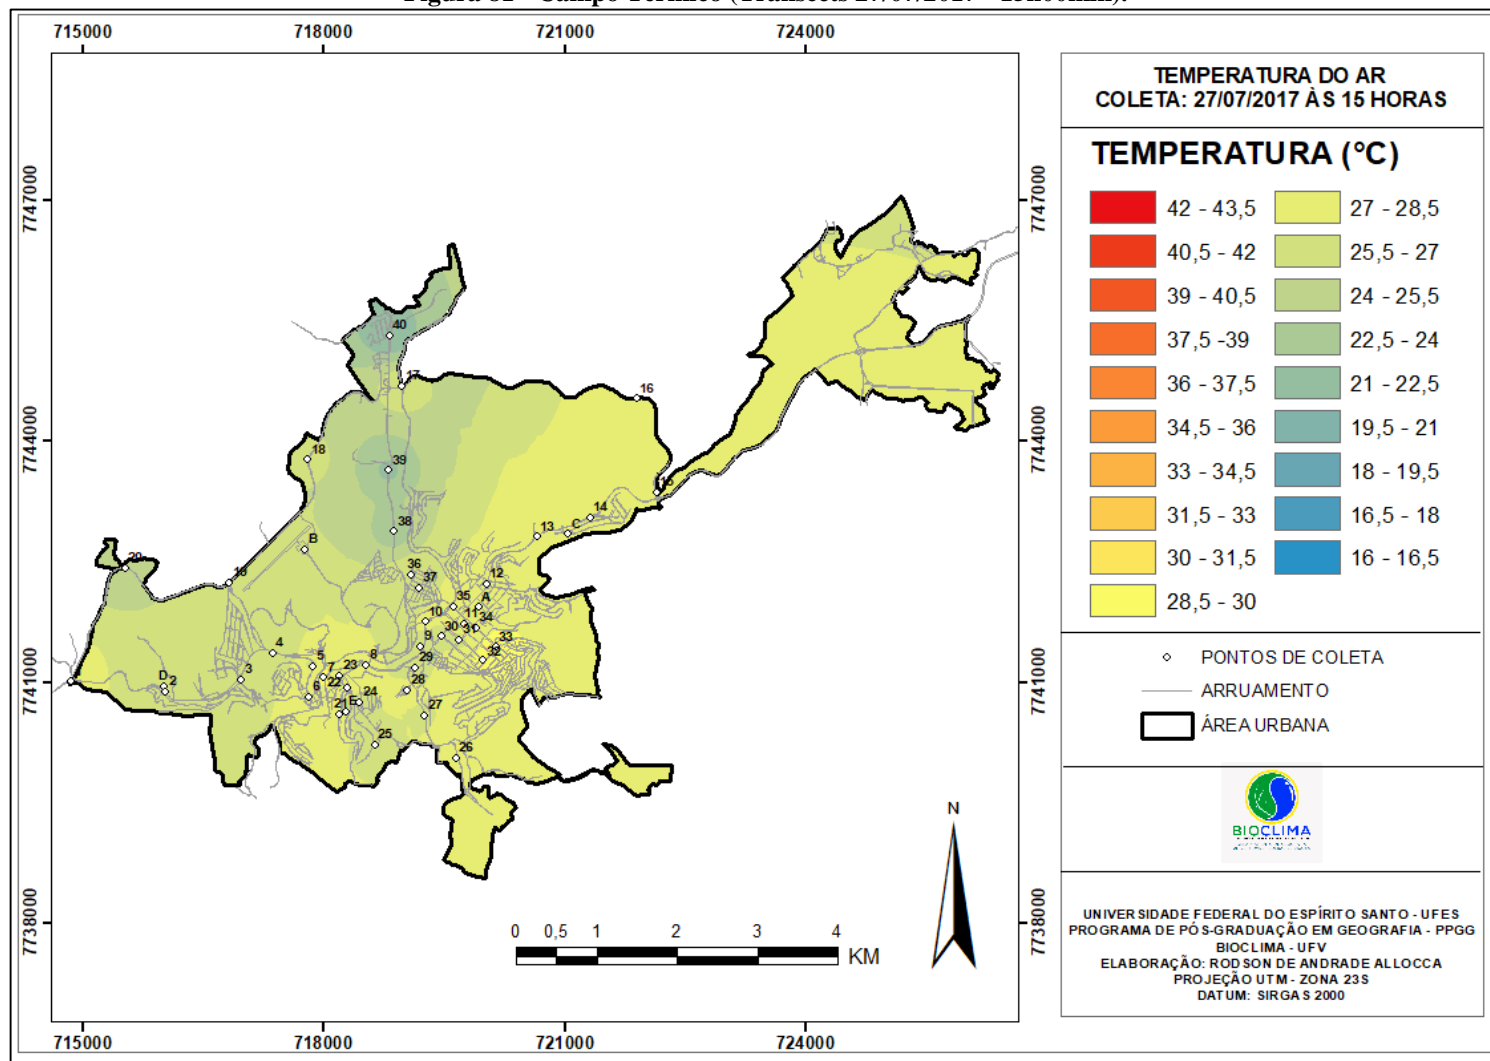 715000
718000
721000
724000
7747000
7744000
7741000
7738000
7747000
7744000
7741000
7738000
40
17
16
18
39
15
14
38
13
C
B
20
19
36
37
12
35
A
10
11
34
30
31
9
33
4
32
5
23
8
29
7
D
2
3
22
6
24
28
21
E
27
25
26
N
0 0,5 1 2 3 4
KM
715000
718000
721000
724000
TEMPERATURA DO AR
COLETA: 27/07/2017 ÀS 15 HORAS
TEMPERATURA (°C)
42 - 43,5
40,5 - 42
39 - 40,5
37,5 -39
36 - 37,5
34,5 - 36
33 - 34,5
31,5 - 33
30 - 31,5
28,5 - 30
27 - 28,5
25,5 - 27
24 - 25,5
22,5 - 24
21 - 22,5
19,5 - 21
18 - 19,5
16,5 - 18
16 - 16,5
PONTOS DE COLETA
ARRUAMENTO
ÁREA URBANA
BIOCLIMA
UNIVERSIDADE FEDERAL DO ESPÍRITO SANTO - UFES
PROGRAMA DE PÓS-GRADUAÇÃO EM GEOGRAFIA - PPGG
BIOCLIMA - UFV
ELABORAÇÃO: RODSON DE ANDRADE ALLOCCA
PROJEÇÃO UTM - ZONA 23S
DATUM: SIRGAS 2000